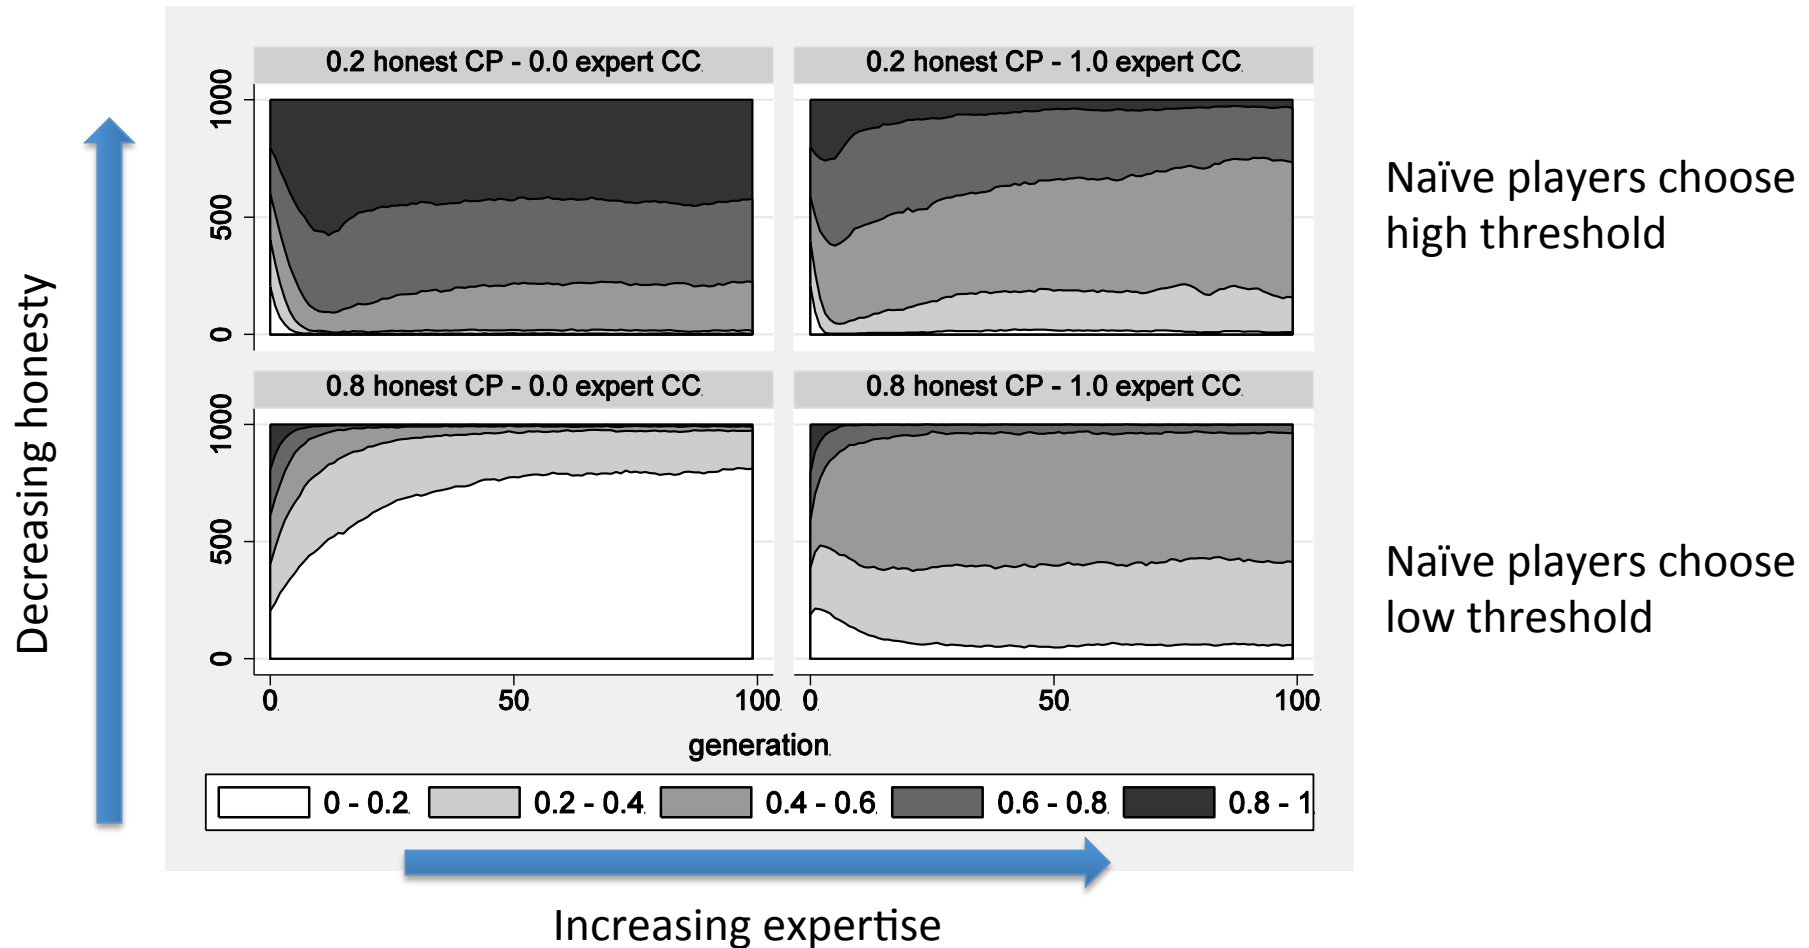 0.2 honest CP - 0.0 expert CC
0.2 honest CP - 1.0 expert CC
1000
500
0
0.8 honest CP - 0.0 expert CC
0.8 honest CP - 1.0 expert CC
1000
500
0
0 50 100
0 50 100
generation
0 - 0.2 0.2 - 0.4 0.4 - 0.6 0.6 - 0.8 0.8 - 1
Decreasing honesty
Increasing expertise
Naïve players choose
high threshold
Naïve players choose
low threshold